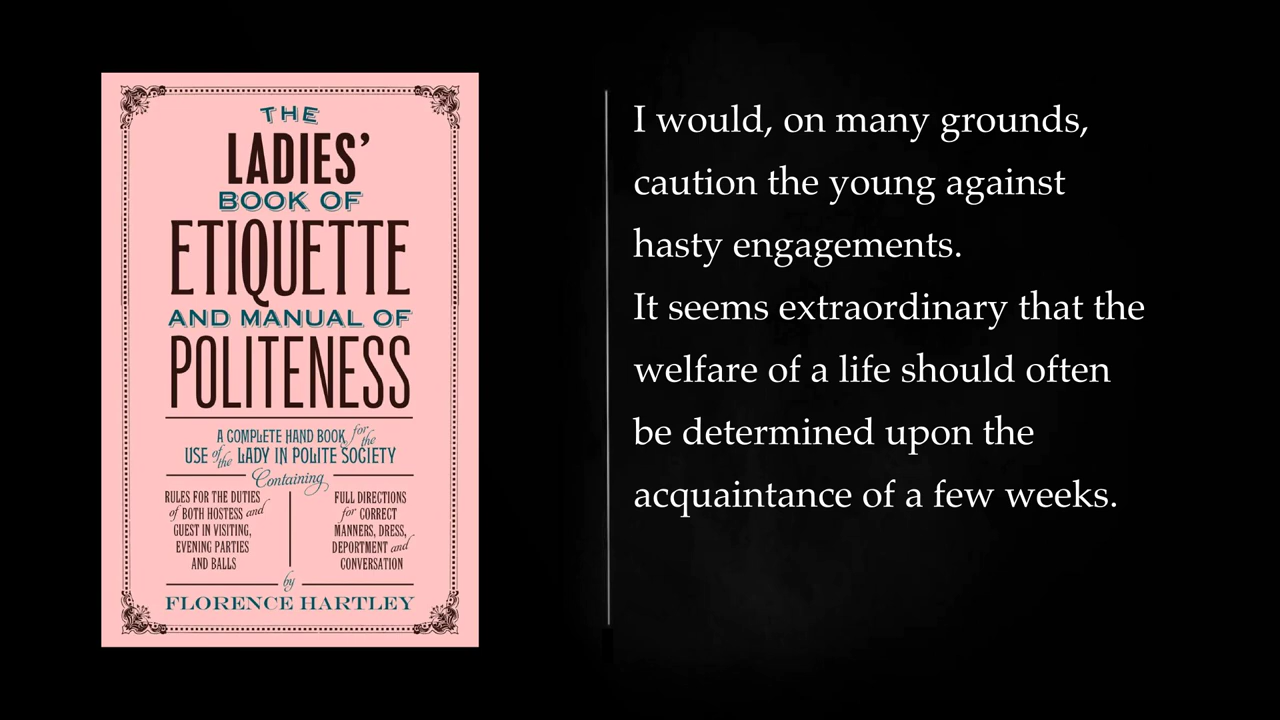 THE
LADIES'
BOOK OF
ETIQUETTE
AND MANUAL OF
POLITENESS
A COMPLETE HAND BOOK for the
USE of the LADY IN POLITE SOCIETY
Containing
RULES FOR THE DUTIES
of BOTH HOSTESS and
GUEST IN VISITING,
EVENING PARTIES
AND BALLS
FULL DIRECTIONS
for CORRECT
MANNERS, DRESS,
DEPORTMENT and
CONVERSATION
by
FLORENCE HARTLEY
I would, on many grounds,
caution the young against
hasty engagements.
It seems extraordinary that the
welfare of a life should often
be determined upon the
acquaintance of a few weeks.